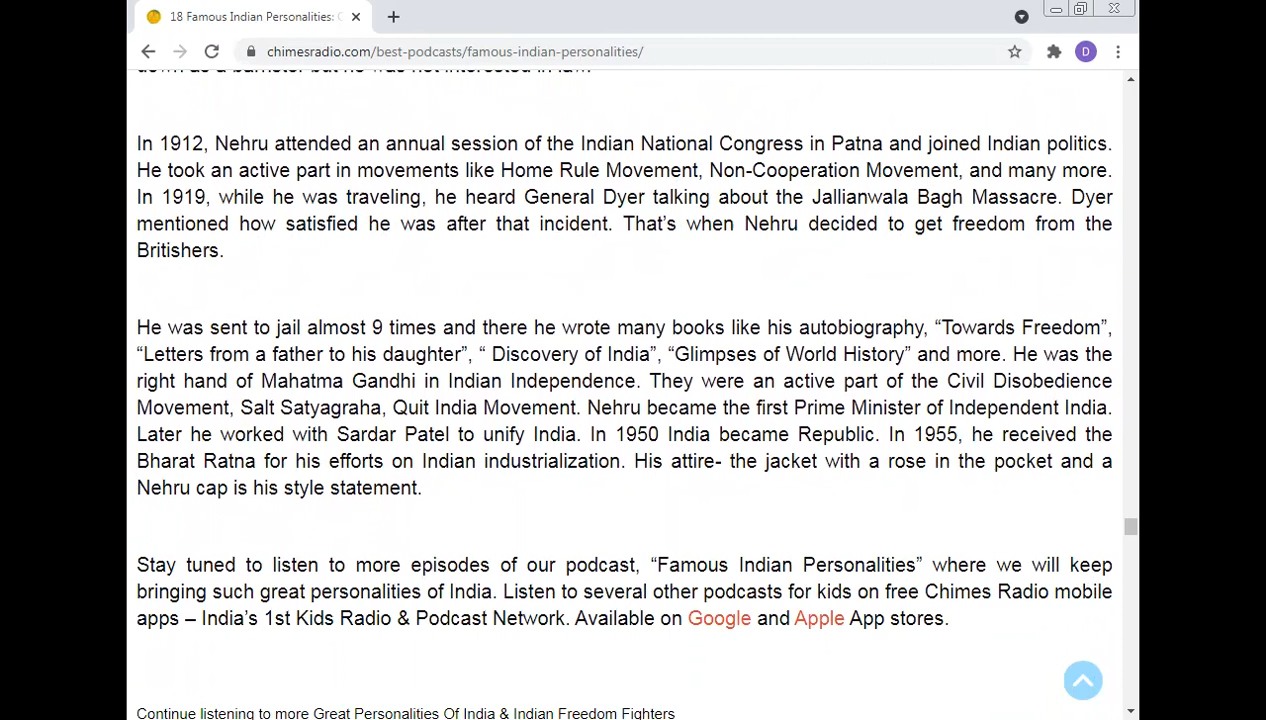 18 Famous Indian Personalities:
chimesradio.com/best-podcasts/famous-indian-personalities/
D
down as a barrister but he was not interested in law.
In 1912, Nehru attended an annual session of the Indian National Congress in Patna and joined Indian politics.
He took an active part in movements like Home Rule Movement, Non-Cooperation Movement, and many more.
In 1919, while he was traveling, he heard General Dyer talking about the Jallianwala Bagh Massacre. Dyer
mentioned how satisfied he was after that incident. That’s when Nehru decided to get freedom from the
Britishers.
He was sent to jail almost 9 times and there he wrote many books like his autobiography, “Towards Freedom”,
“Letters from a father to his daughter”, “ Discovery of India”, “Glimpses of World History” and more. He was the
right hand of Mahatma Gandhi in Indian Independence. They were an active part of the Civil Disobedience
Movement, Salt Satyagraha, Quit India Movement. Nehru became the first Prime Minister of Independent India.
Later he worked with Sardar Patel to unify India. In 1950 India became Republic. In 1955, he received the
Bharat Ratna for his efforts on Indian industrialization. His attire- the jacket with a rose in the pocket and a
Nehru cap is his style statement.
Stay tuned to listen to more episodes of our podcast, “Famous Indian Personalities” where we will keep
bringing such great personalities of India. Listen to several other podcasts for kids on free Chimes Radio mobile
apps – India’s 1st Kids Radio & Podcast Network. Available on Google and Apple App stores.
Continue listening to more Great Personalities Of India & Indian Freedom Fighters